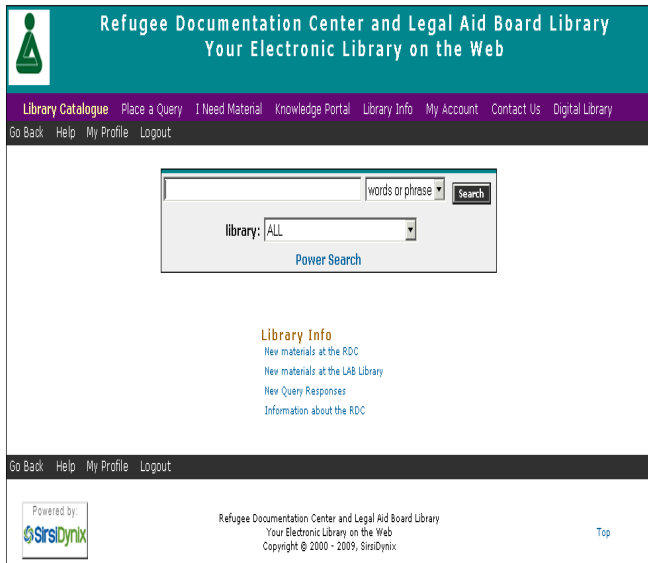 Refugee Documentation Center and Legal Aid Board Library
Your Electronic Library on the Web
Library Catalogue Place a Query I Need Material Knowledge Portal Library Info My Account Contact Us Digital Library
Go Back Help My Profile Logout
words or phrase Search
library: ALL
Power Search
Library Info
New materials at the RDC
New materials at the LAB Library
New Query Responses
Information about the RDC
Go Back Help My Profile Logout
Powered by:
SirsiDynix
Refugee Documentation Center and Legal Aid Board Library
Your Electronic Library on the Web
Copyright © 2000 - 2009, SirsiDynix
Top